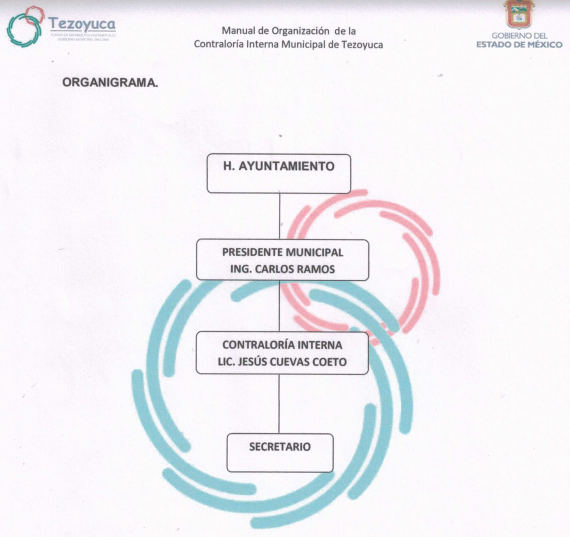 Tezoyuca
Manual de Organización de la
Contraloría Interna Municipal de Tezoyuca
GOBIERNO DEL
ESTADO DE MÉXICO
ORGANIGRAMA.
H. AYUNTAMIENTO
PRESIDENTE MUNICIPAL
ING. CARLOS RAMOS
CONTRALORÍA INTERNA
LIC. JESÚS CUEVAS COETO
SECRETARIO